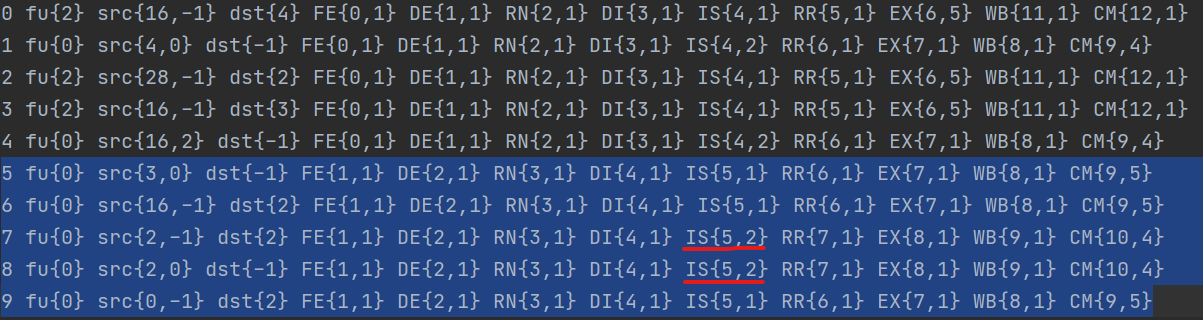 0 fu{2} src{16,-1} dst{4} FE{0,1} DE{1,1} RN{2,1} DI{3,1} IS{4,1} RR{5,1} EX{6,5} WB{11,1} CM{12,1}
1 fu{0} src{4,0} dst{-1} FE{0,1} DE{1,1} RN{2,1} DI{3,1} IS{4,2} RR{6,1} EX{7,1} WB{8,1} CM{9,4}
2 fu{2} src{28,-1} dst{2} FE{0,1} DE{1,1} RN{2,1} DI{3,1} IS{4,1} RR{5,1} EX{6,5} WB{11,1} CM{12,1}
3 fu{2} src{16,-1} dst{3} FE{0,1} DE{1,1} RN{2,1} DI{3,1} IS{4,1} RR{5,1} EX{6,5} WB{11,1} CM{12,1}
4 fu{0} src{16,2} dst{-1} FE{0,1} DE{1,1} RN{2,1} DI{3,1} IS{4,2} RR{6,1} EX{7,1} WB{8,1} CM{9,4}
5 fu{0} src{3,0} dst{-1} FE{1,1} DE{2,1} RN{3,1} DI{4,1} IS{5,1} RR{6,1} EX{7,1} WB{8,1} CM{9,5}
6 fu{0} src{16,-1} dst{2} FE{1,1} DE{2,1} RN{3,1} DI{4,1} IS{5,1} RR{6,1} EX{7,1} WB{8,1} CM{9,5}
7 fu{0} src{2,-1} dst{2} FE{1,1} DE{2,1} RN{3,1} DI{4,1} IS{5,2} RR{7,1} EX{8,1} WB{9,1} CM{10,4}
8 fu{0} src{2,0} dst{-1} FE{1,1} DE{2,1} RN{3,1} DI{4,1} IS{5,2} RR{7,1} EX{8,1} WB{9,1} CM{10,4}
9 fu{0} src{0,-1} dst{2} FE{1,1} DE{2,1} RN{3,1} DI{4,1} IS{5,1} RR{6,1} EX{7,1} WB{8,1} CM{9,5}